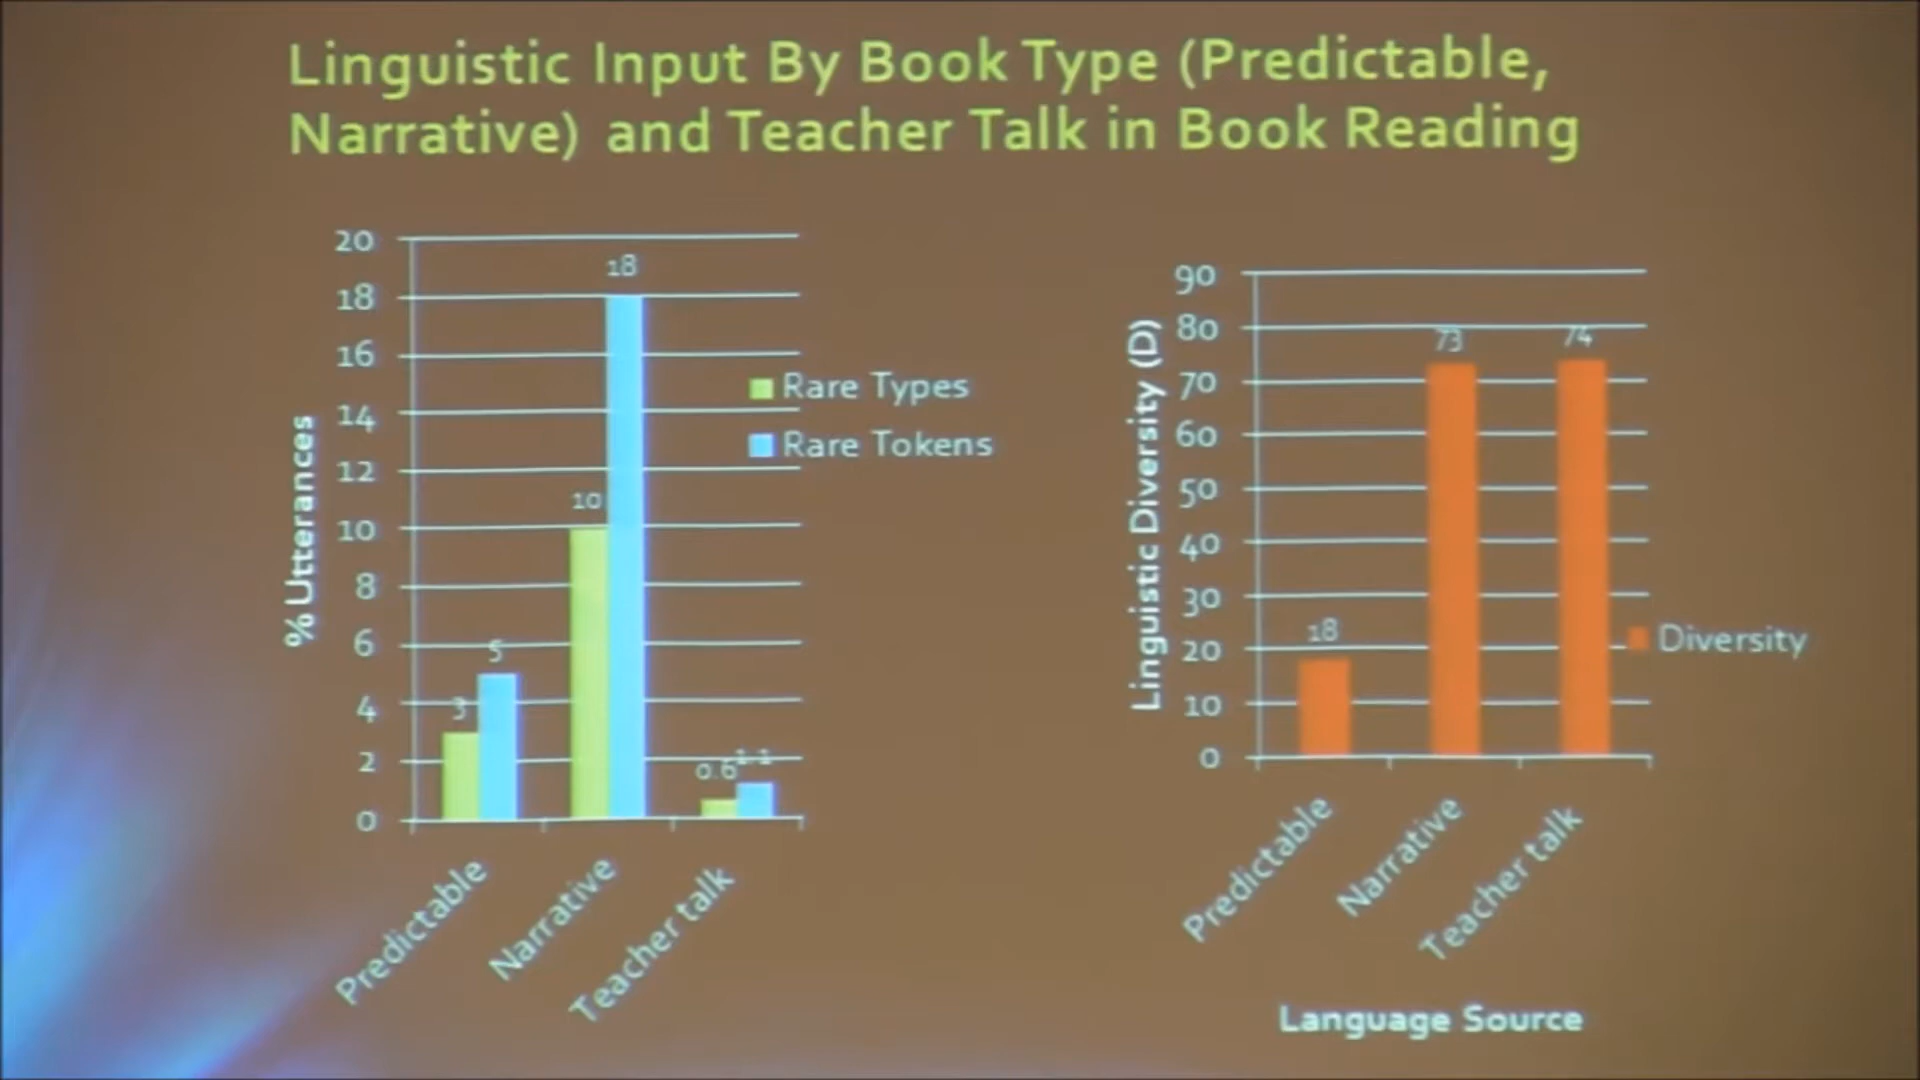 Linguistic Input By Book Type (Predictable,
Narrative) and Teacher Talk in Book Reading
% Utterances
20
18
16
14
12
10
8
6
4
2
0
3
5
10
18
0.6
1.1
Predictable
Narrative
Teacher talk
Rare Types
Rare Tokens
Linguistic Diversity (D)
90
80
70
60
50
40
30
20
10
0
18
73
74
Predictable
Narrative
Teacher talk
Diversity
Language Source